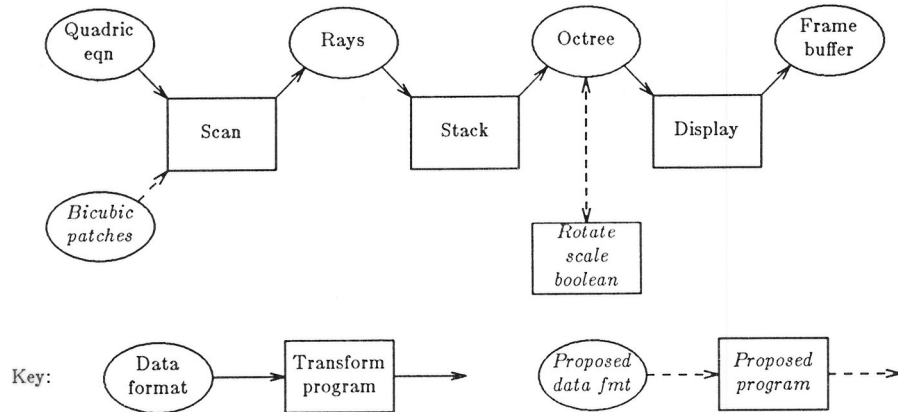 Quadric
eqn
Rays
Octree
Frame
buffer
Scan
Stack
Display
Bicubic
patches
Rotate
scale
boolean
Key:
Data
format
Transform
program
Proposed
data fmt
Proposed
program